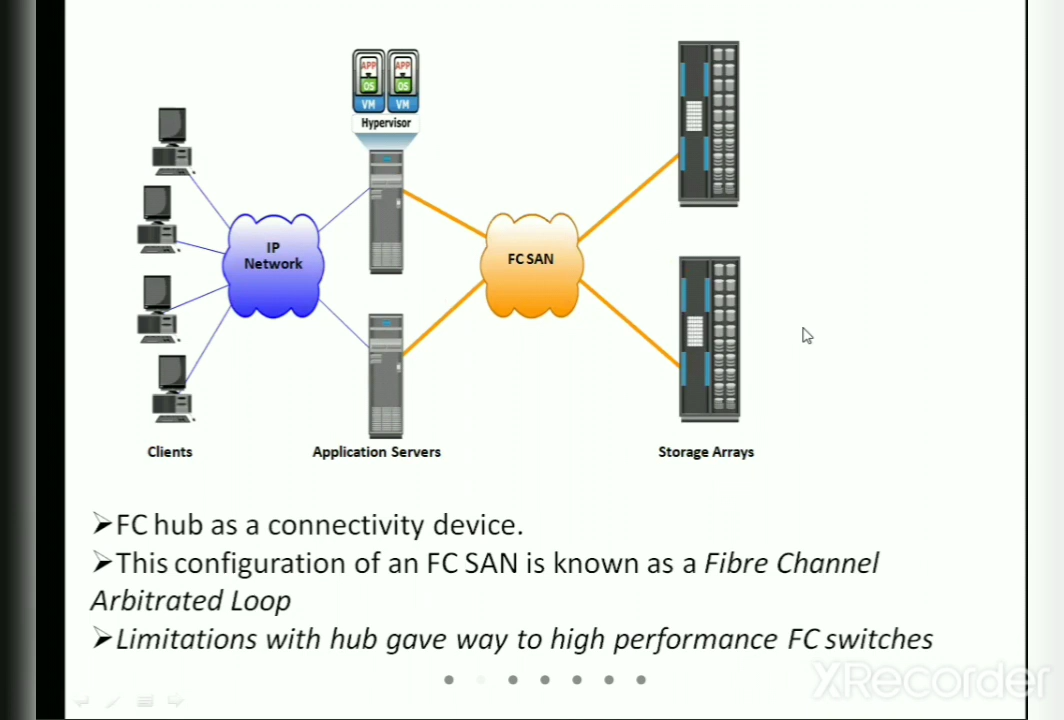 APP APP
OS OS
VM VM
Hypervisor
IP
Network
FC SAN
Clients
Application Servers
Storage Arrays
➢FC hub as a connectivity device.
➢This configuration of an FC SAN is known as a Fibre Channel
Arbitrated Loop
➢Limitations with hub gave way to high performance FC switches
XRecorder